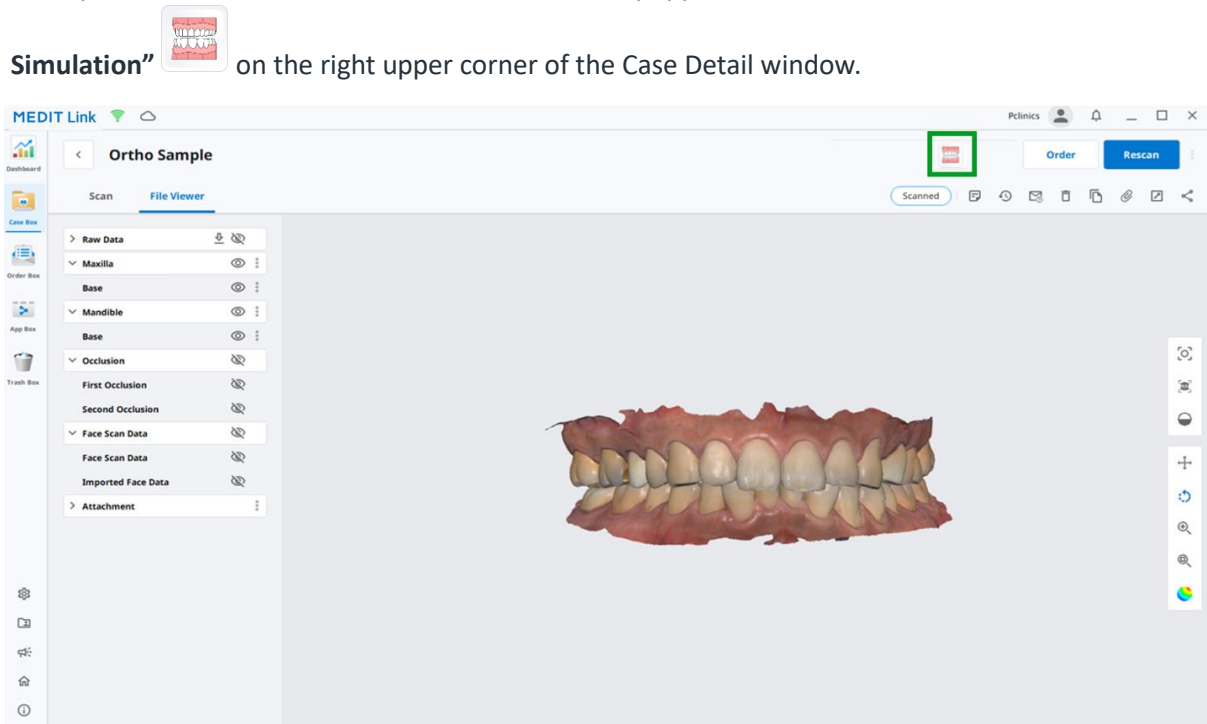 Simulation” on the right upper corner of the Case Detail window.
MEDIT Link
Pclinics
Dashboard
Ortho Sample
Order
Rescan
Scan
File Viewer
Scanned
Case Box
Raw Data
Maxilla
Order Box
Base
Mandible
App Box
Base
Occlusion
Trash Box
First Occlusion
Second Occlusion
Face Scan Data
Face Scan Data
Imported Face Data
Attachment